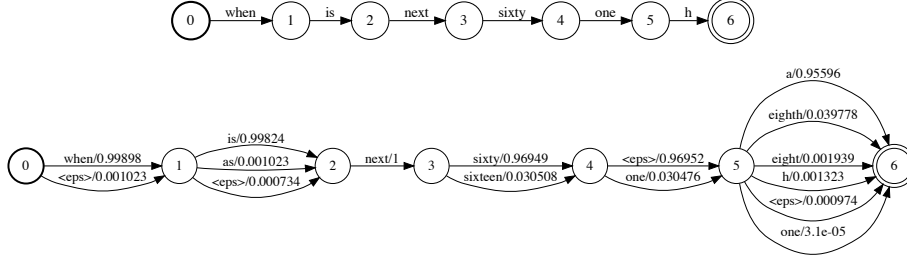 0 when 1 is 2 next 3 sixty 4 one 5 h 6
a/0.95596
eighth/0.039778
is/0.99824
0 when/0.99898 1 as/0.001023 2 next/1 3 sixty/0.96949 4 <eps>/0.96952 5 eight/0.001939 6
<eps>/0.001023 <eps>/0.000734 sixteen/0.030508 one/0.030476 h/0.001323
<eps>/0.000974
one/3.1e-05